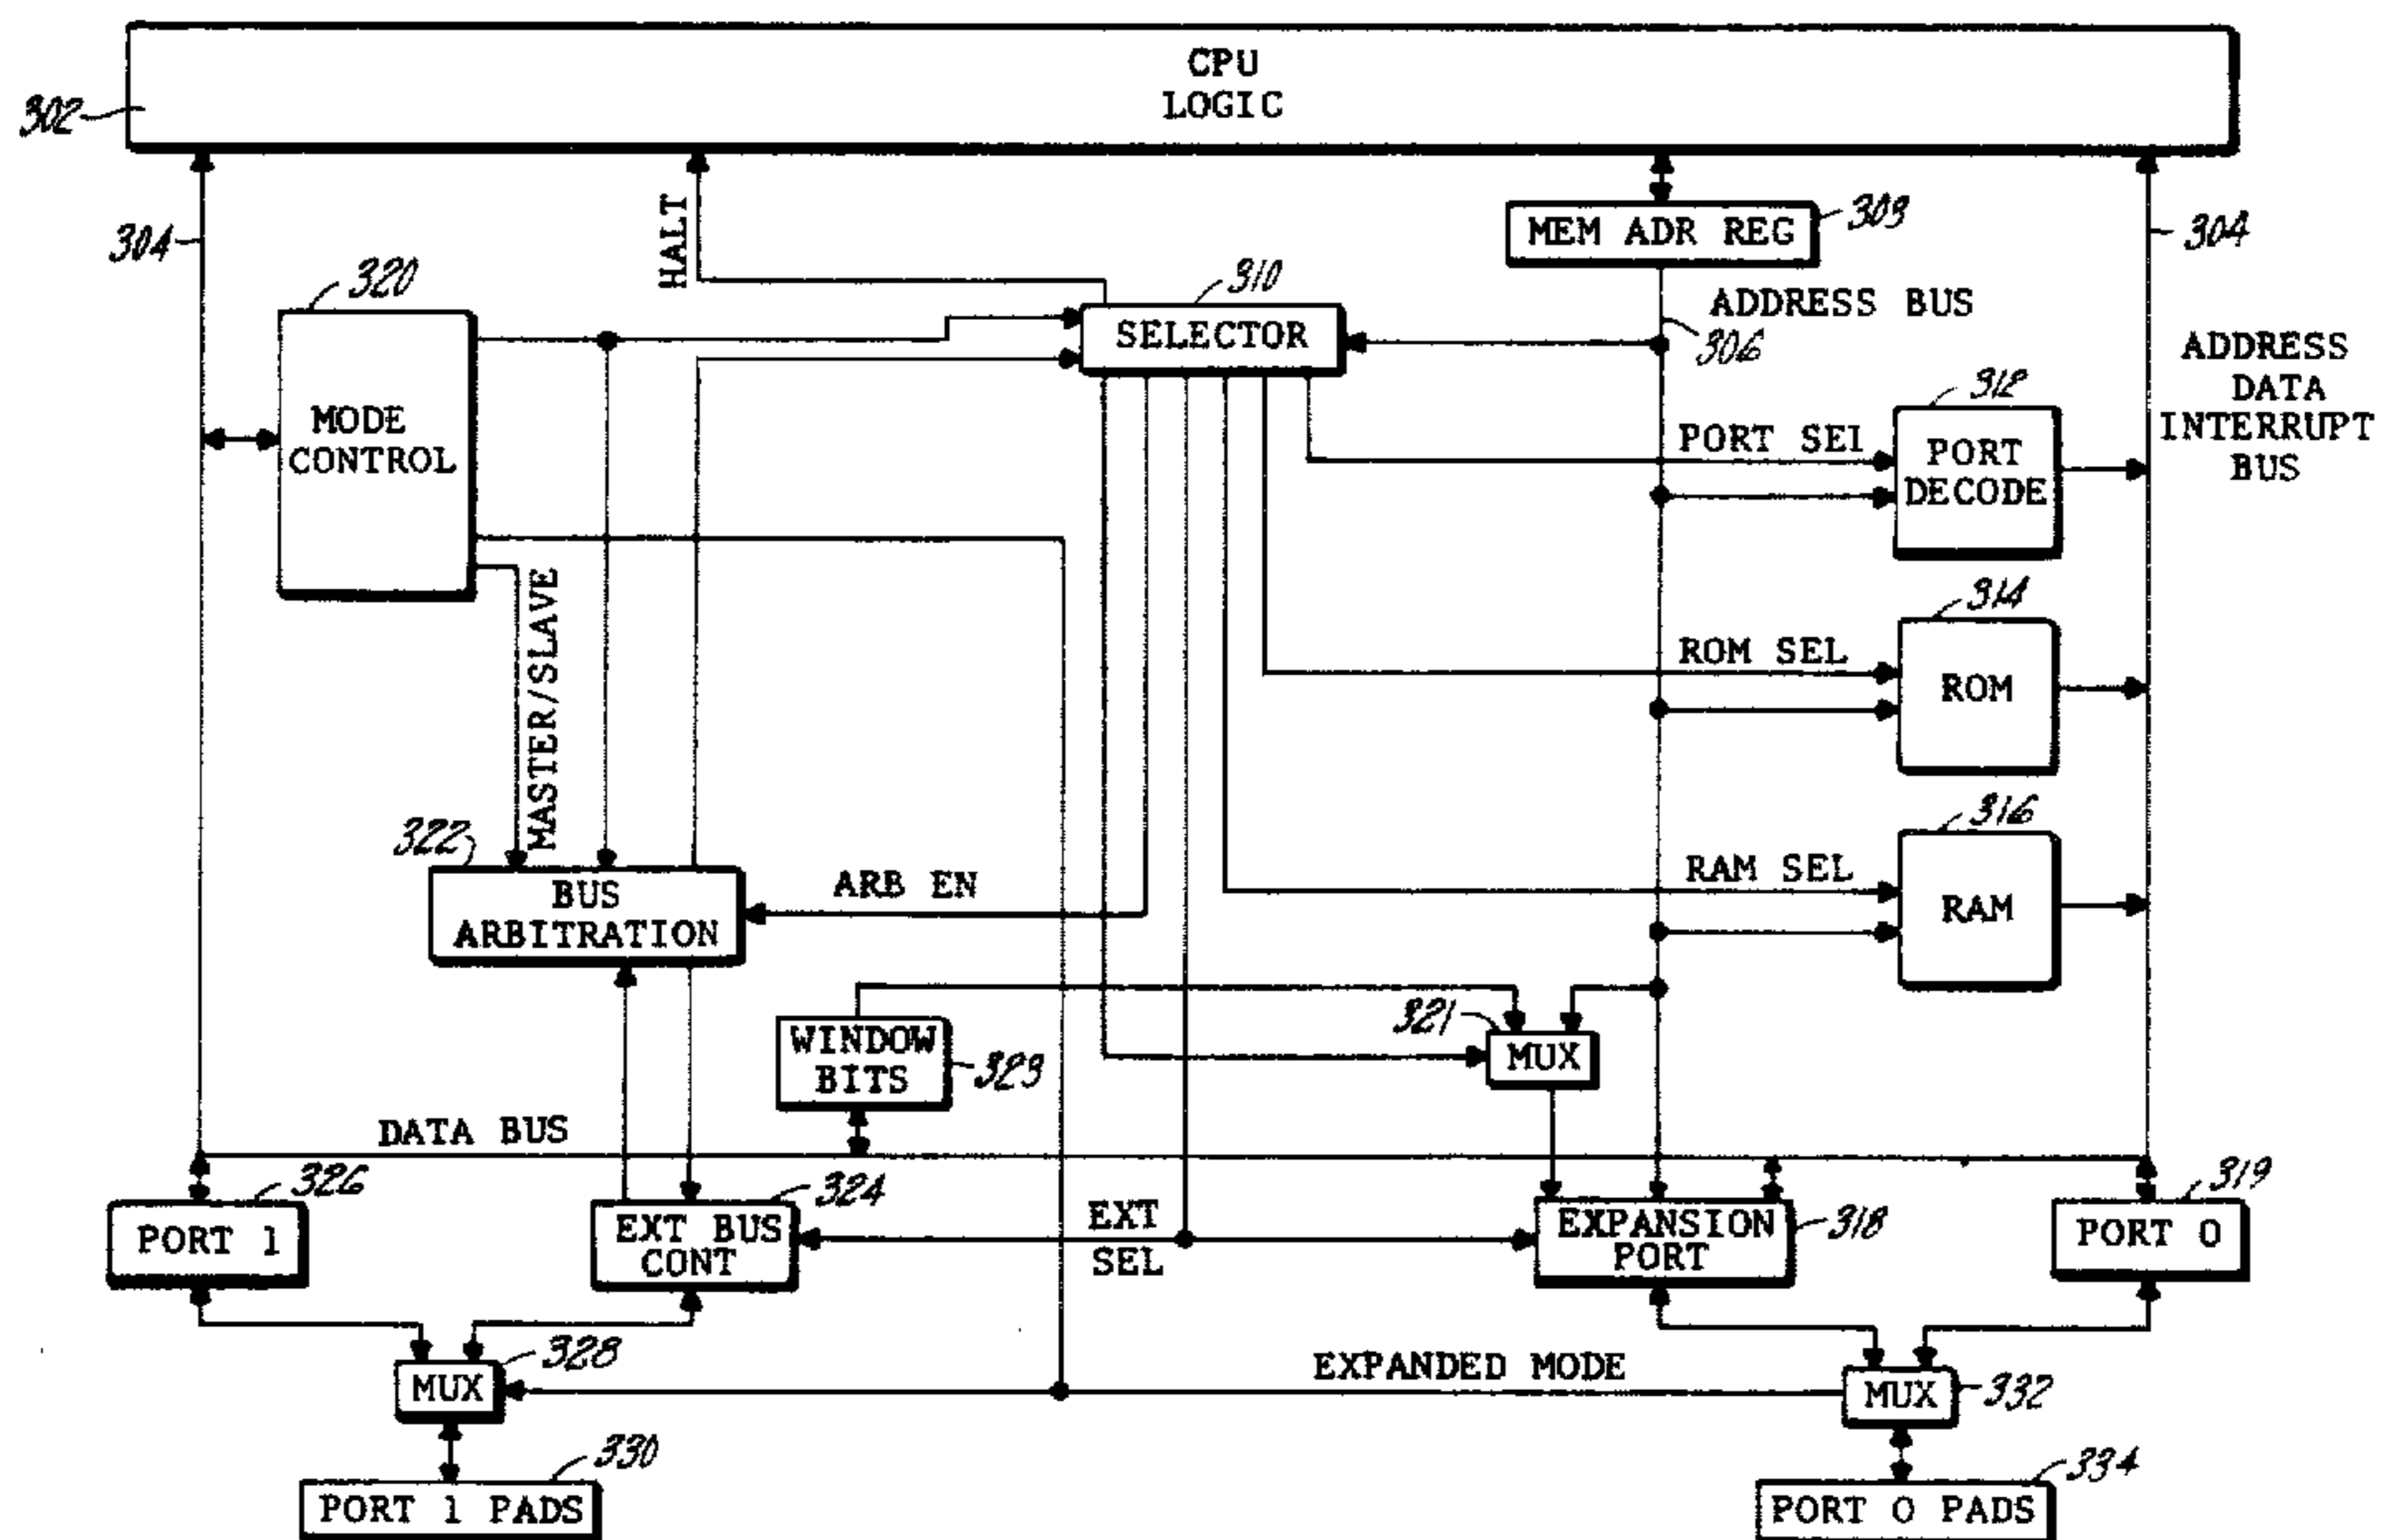 CPU
LOGIC
302
304
HALT
MEM ADR REG
303
304
320
310
SELECTOR
ADDRESS BUS
306
ADDRESS
DATA
INTERRUPT
BUS
MODE
CONTROL
312
PORT SEL
PORT
DECODE
MASTER/SLAVE
314
ROM SEL
ROM
322
BUS
ARBITRATION
ARB EN
316
RAM SEL
RAM
WINDOW
BITS
323
321
MUX
DATA BUS
326
PORT 1
324
EXT BUS
CONT
EXT
SEL
EXPANSION
PORT
318
319
PORT 0
328
MUX
EXPANDED MODE
MUX
332
330
PORT 1 PADS
334
PORT 0 PADS